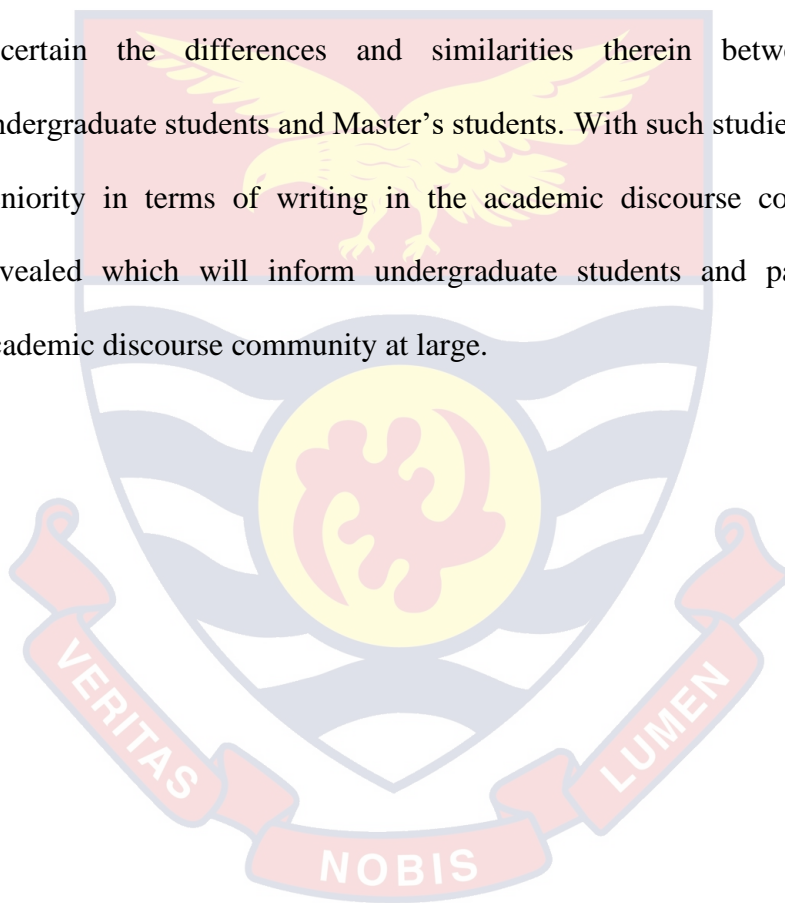 certain the differences and similarities therein betw
ndergraduate students and Master's students. With such studie
niority in terms of writing in the academic discourse co
vealed which will inform undergraduate students and pa
cademic discourse community at large.
VERITAS
NOBIS
LUMEN